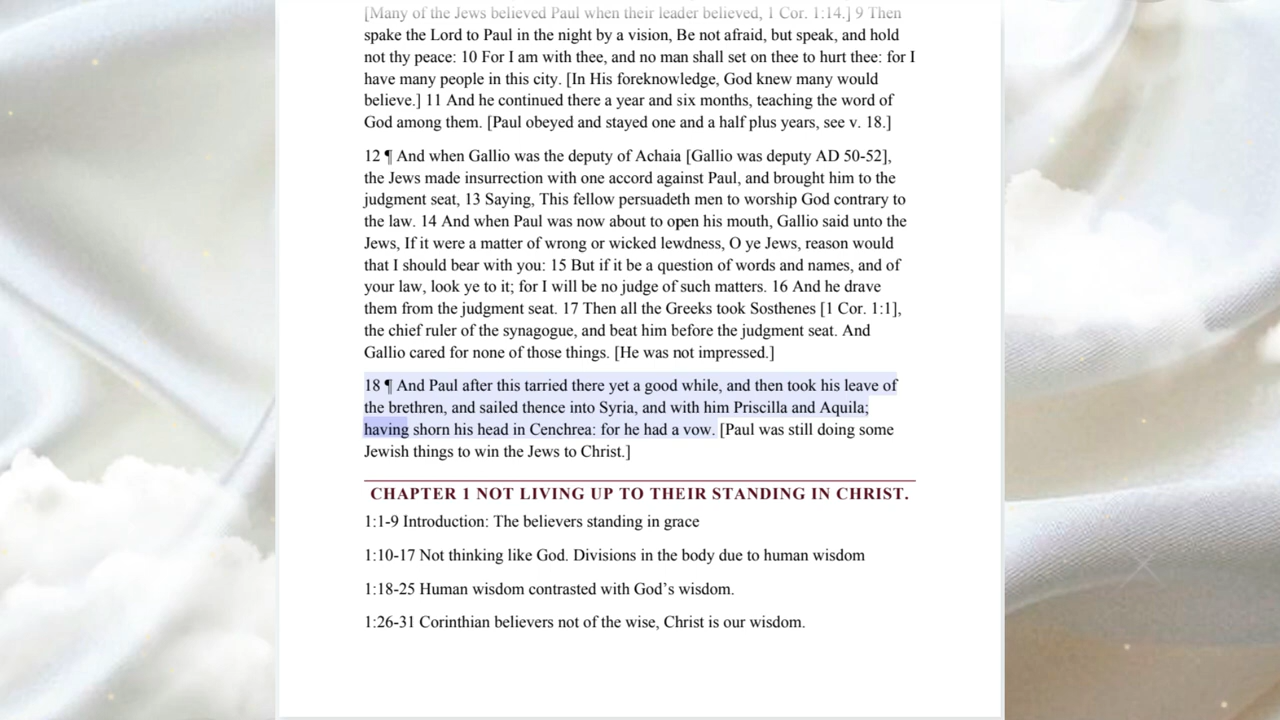 [Many of the Jews believed Paul when their leader believed, 1 Cor. 1:14.] 9 Then
spake the Lord to Paul in the night by a vision, Be not afraid, but speak, and hold
not thy peace: 10 For I am with thee, and no man shall set on thee to hurt thee: for I
have many people in this city. [In His foreknowledge, God knew many would
believe.] 11 And he continued there a year and six months, teaching the word of
God among them. [Paul obeyed and stayed one and a half plus years, see v. 18.]
12 ¶ And when Gallio was the deputy of Achaia [Gallio was deputy AD 50-52],
the Jews made insurrection with one accord against Paul, and brought him to the
judgment seat, 13 Saying, This fellow persuadeth men to worship God contrary to
the law. 14 And when Paul was now about to open his mouth, Gallio said unto the
Jews, If it were a matter of wrong or wicked lewdness, O ye Jews, reason would
that I should bear with you: 15 But if it be a question of words and names, and of
your law, look ye to it; for I will be no judge of such matters. 16 And he drave
them from the judgment seat. 17 Then all the Greeks took Sosthenes [1 Cor. 1:1],
the chief ruler of the synagogue, and beat him before the judgment seat. And
Gallio cared for none of those things. [He was not impressed.]
18 ¶ And Paul after this tarried there yet a good while, and then took his leave of
the brethren, and sailed thence into Syria, and with him Priscilla and Aquila;
having shorn his head in Cenchrea: for he had a vow. [Paul was still doing some
Jewish things to win the Jews to Christ.]
CHAPTER 1 NOT LIVING UP TO THEIR STANDING IN CHRIST.
1:1-9 Introduction: The believers standing in grace
1:10-17 Not thinking like God. Divisions in the body due to human wisdom
1:18-25 Human wisdom contrasted with God’s wisdom.
1:26-31 Corinthian believers not of the wise, Christ is our wisdom.